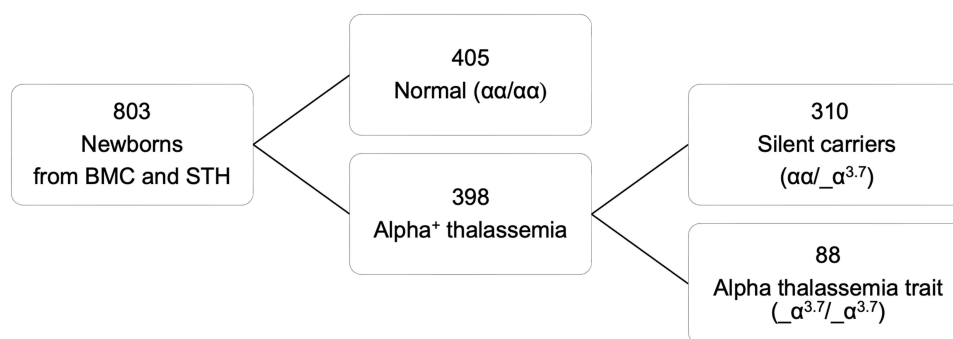 803
Newborns
from BMC and STH
405
Normal (αα/αα)
398
Alpha⁺ thalassemia
310
Silent carriers
(αα/_α³·⁷)
88
Alpha thalassemia trait
(_α³·⁷/_α³·⁷)